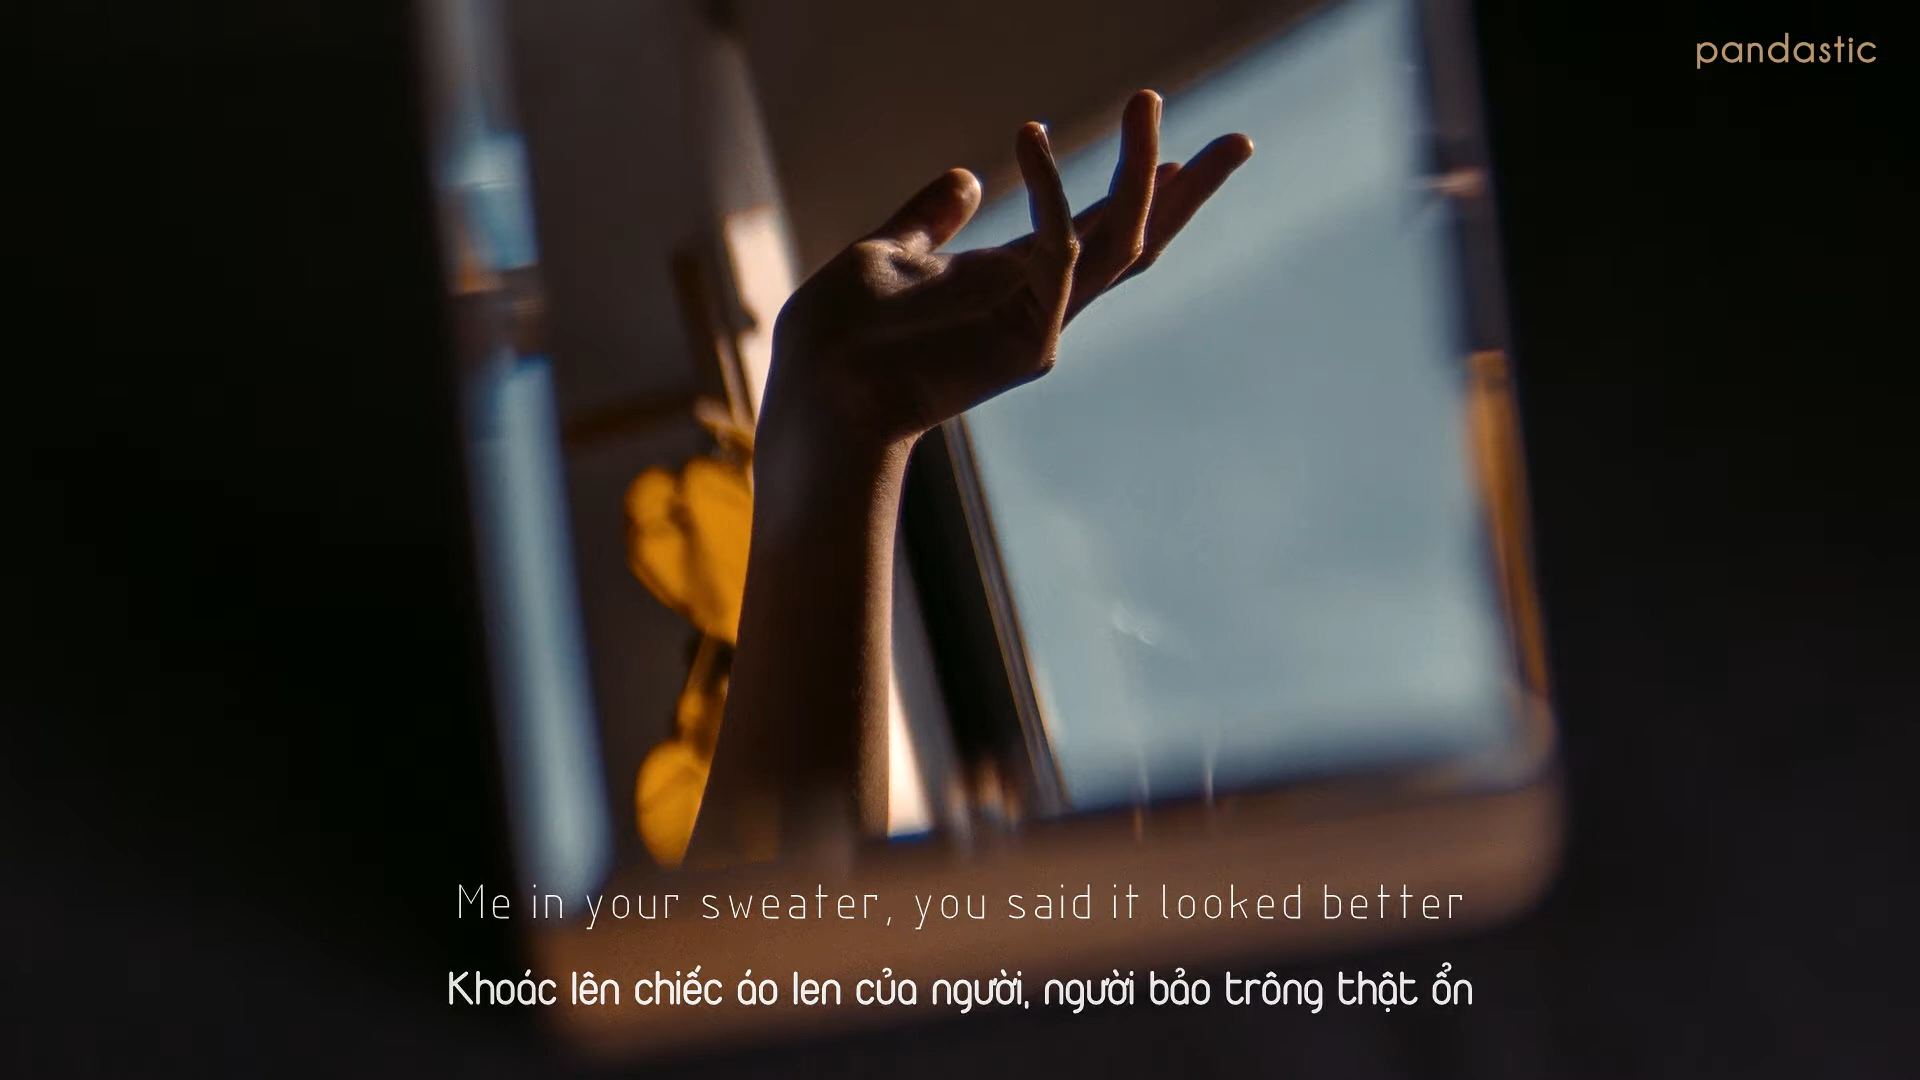 pandastic
Me in your sweater, you said it looked better
Khoác lên chiếc áo len của người, người bảo trông thật ổn